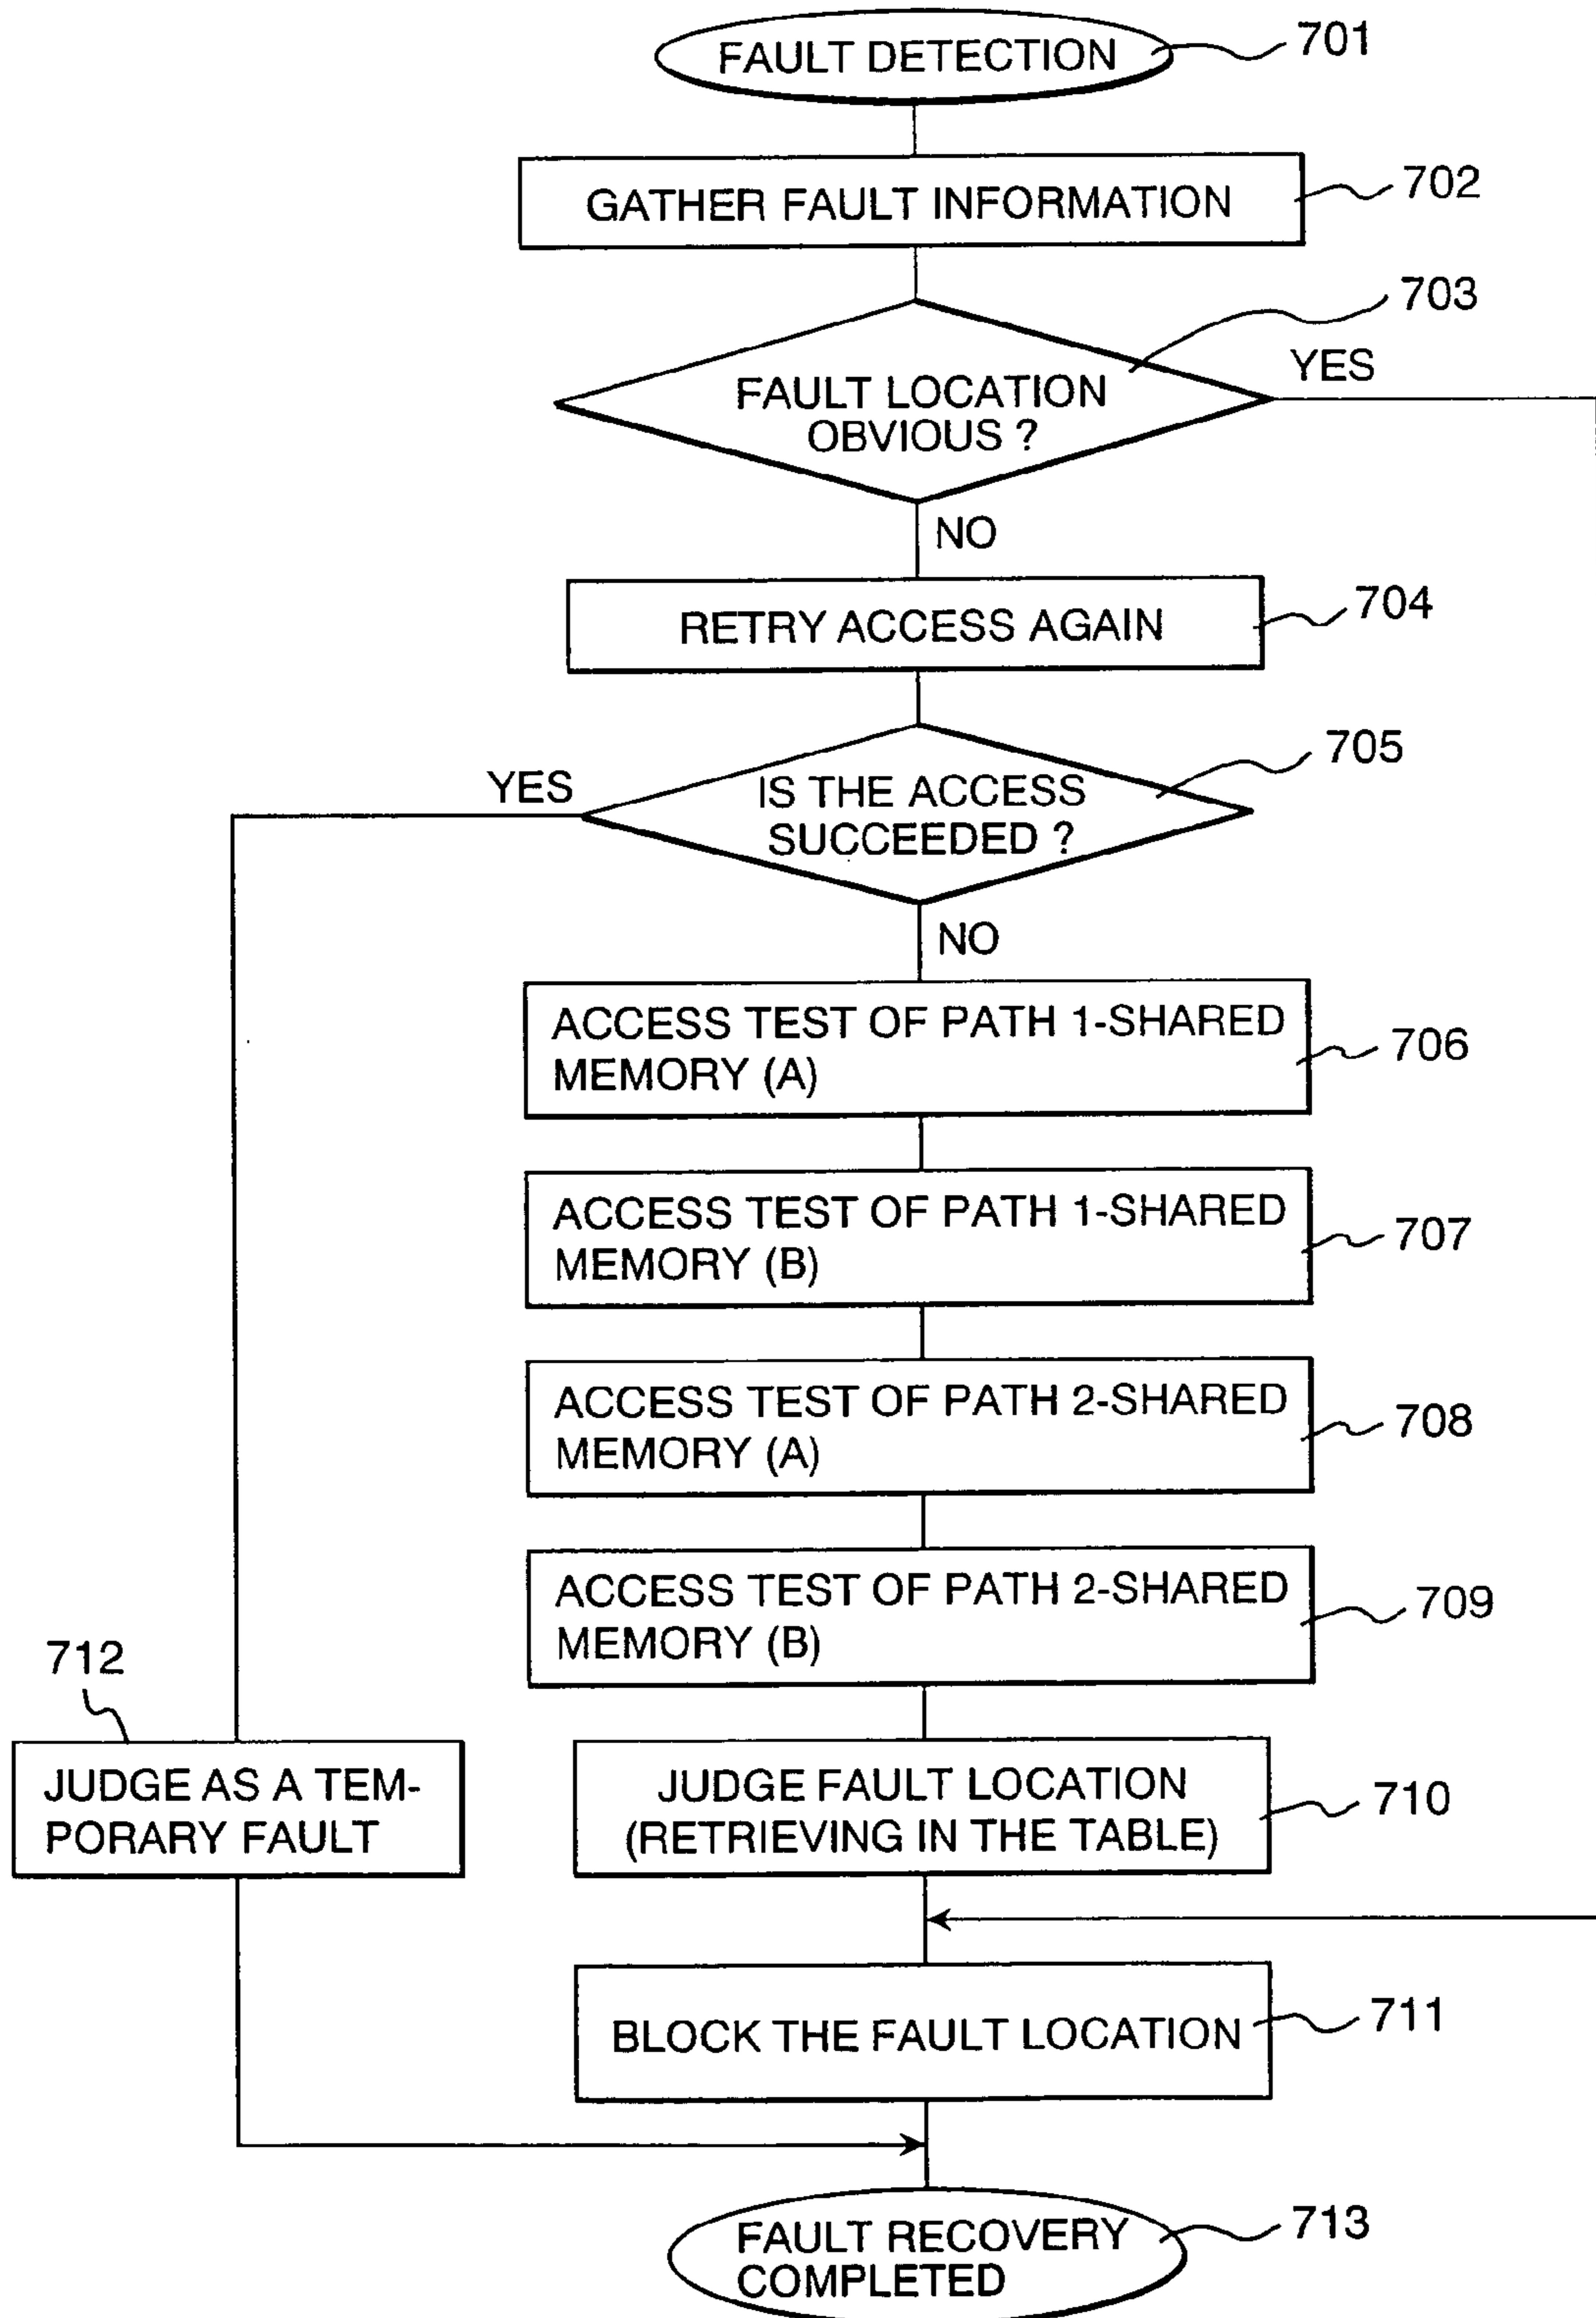 FAULT DETECTION
701
GATHER FAULT INFORMATION
702
703
FAULT LOCATION
OBVIOUS ?
YES
NO
RETRY ACCESS AGAIN
704
705
YES
IS THE ACCESS
SUCCEEDED ?
NO
ACCESS TEST OF PATH 1-SHARED
MEMORY (A)
706
ACCESS TEST OF PATH 1-SHARED
MEMORY (B)
707
ACCESS TEST OF PATH 2-SHARED
MEMORY (A)
708
ACCESS TEST OF PATH 2-SHARED
MEMORY (B)
709
712
JUDGE AS A TEM-
PORARY FAULT
JUDGE FAULT LOCATION
(RETRIEVING IN THE TABLE)
710
BLOCK THE FAULT LOCATION
711
FAULT RECOVERY
COMPLETED
713